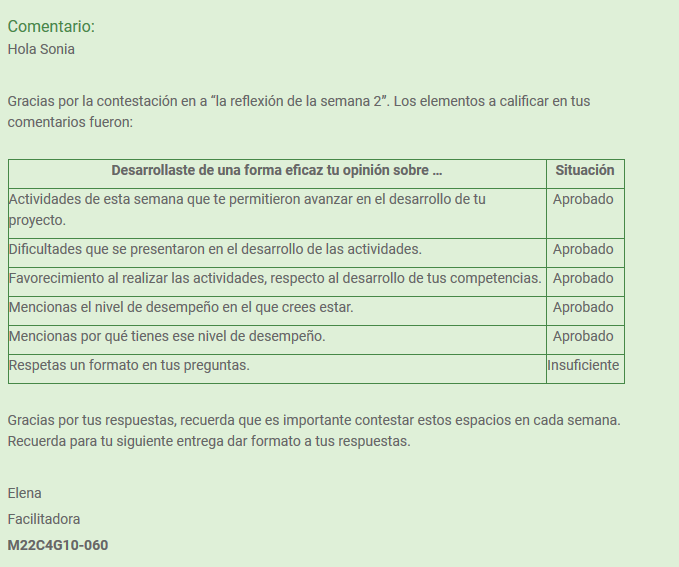 Comentario:
Hola Sonia
Gracias por la contestación en a “la reflexión de la semana 2”. Los elementos a calificar en tus
comentarios fueron:
Desarrollaste de una forma eficaz tu opinión sobre … Situación
Actividades de esta semana que te permitieron avanzar en el desarrollo de tu Aprobado
proyecto.
Dificultades que se presentaron en el desarrollo de las actividades. Aprobado
Favorecimiento al realizar las actividades, respecto al desarrollo de tus competencias. Aprobado
Mencionas el nivel de desempeño en el que crees estar. Aprobado
Mencionas por qué tienes ese nivel de desempeño. Aprobado
Respetas un formato en tus preguntas. Insuficiente
Gracias por tus respuestas, recuerda que es importante contestar estos espacios en cada semana.
Recuerda para tu siguiente entrega dar formato a tus respuestas.
Elena
Facilitadora
M22C4G10-060